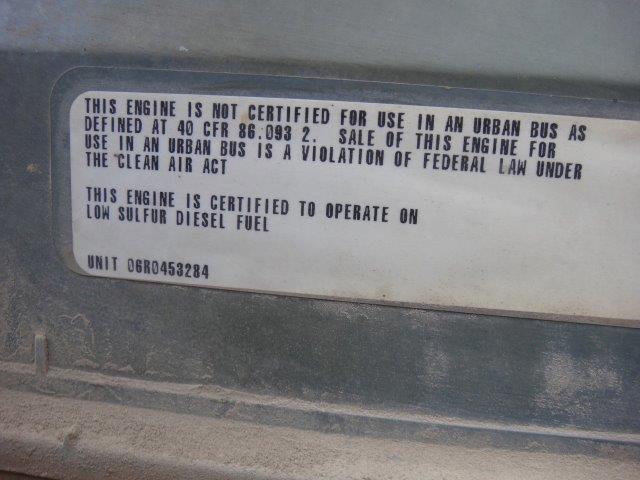 THIS ENGINE IS NOT CERTIFIED FOR USE IN AN URBAN BUS AS
DEFINED AT 40 CFR 86.093 2. SALE OF THIS ENGINE FOR
USE IN AN URBAN BUS IS A VIOLATION OF FEDERAL LAW UNDER
THE CLEAN AIR ACT
THIS ENGINE IS CERTIFIED TO OPERATE ON
LOW SULFUR DIESEL FUEL
UNIT 06R0453284